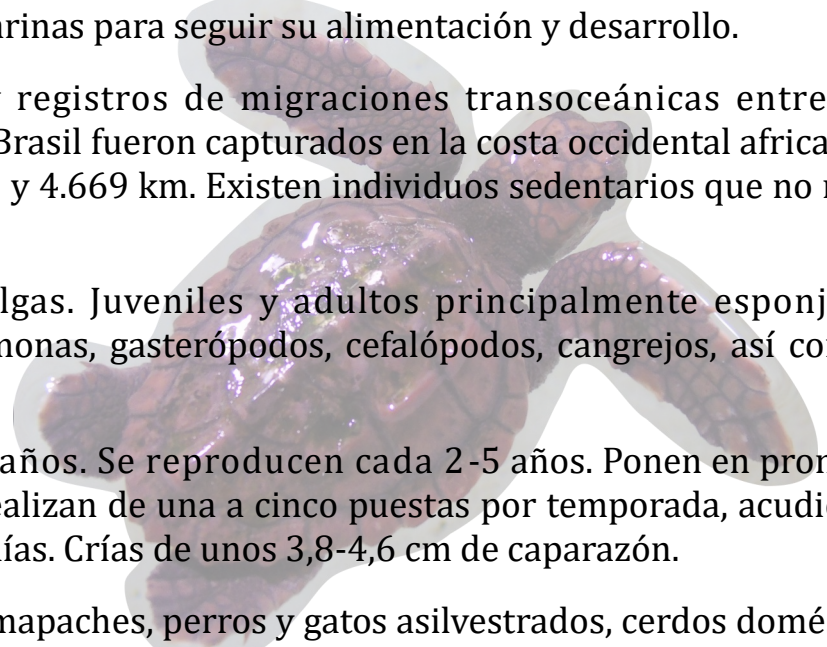 arinas para seguir su alimentación y desarrollo.
registros de migraciones transoceánicas entre
Brasil fueron capturados en la costa occidental africa
y 4.669 km. Existen individuos sedentarios que no
lgas. Juveniles y adultos principalmente esponj
monas, gasterópodos, cefalópodos, cangrejos, así co
años. Se reproducen cada 2-5 años. Ponen en pron
ealizan de una a cinco puestas por temporada, acudi
ías. Crías de unos 3,8-4,6 cm de caparazón.
mapaches, perros y gatos asilvestrados, cerdos domé